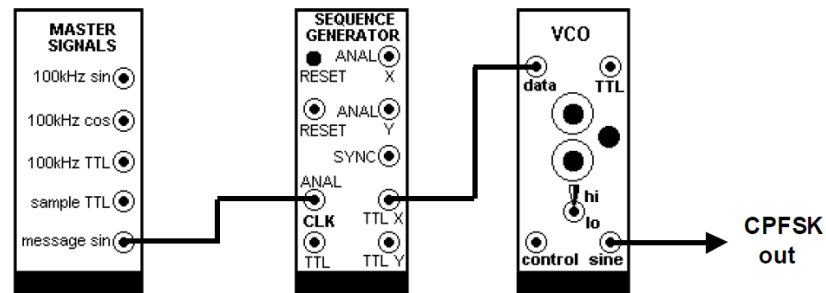 MASTER
SIGNALS
100kHz sin
100kHz cos
100kHz TTL
sample TTL
message sin
SEQUENCE
GENERATOR
ANAL
RESET X
ANAL
RESET Y
SYNC
ANAL
CLK TTL X
TTL TTL Y
VCO
data TTL
hi
lo
control sine
CPFSK
out